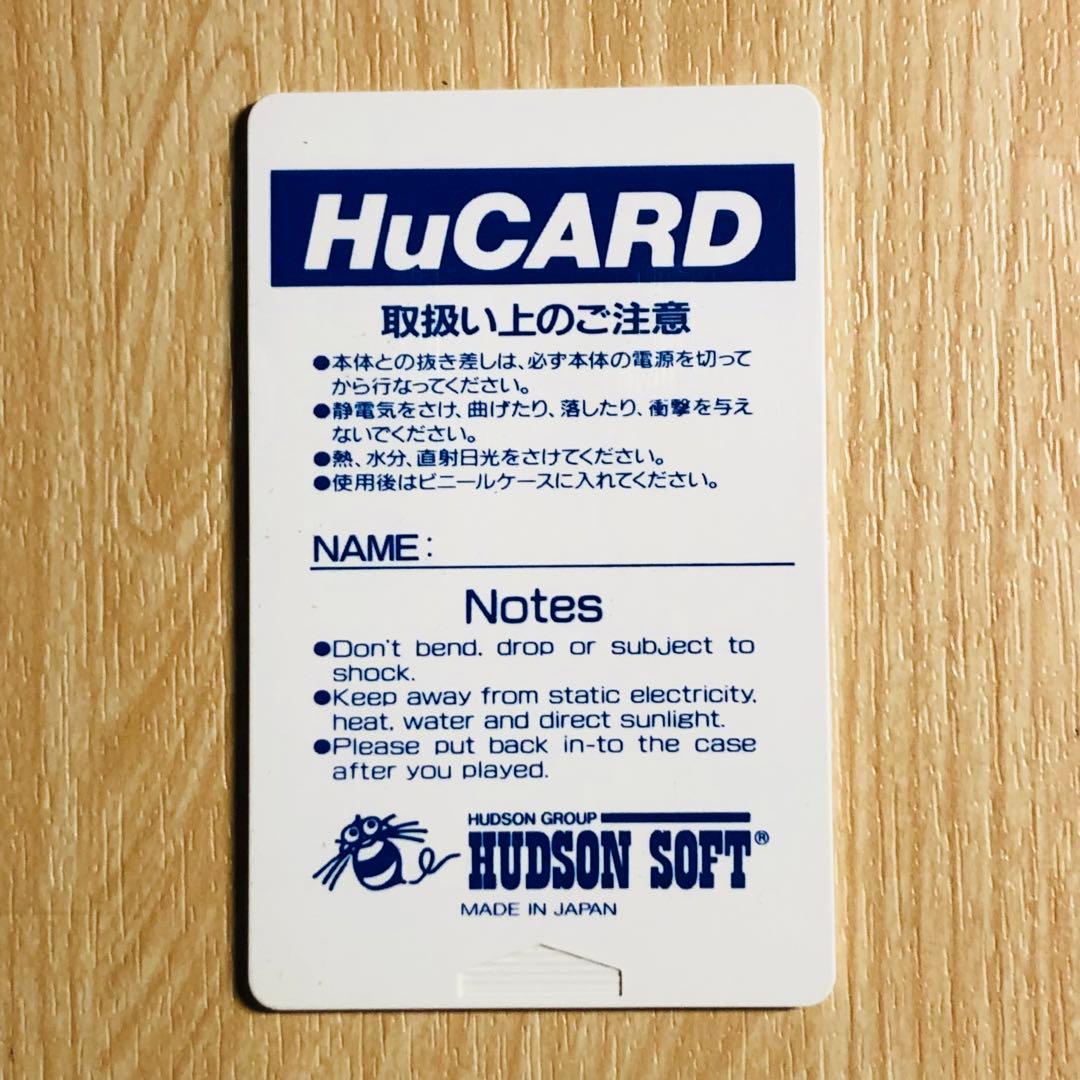 HuCARD
取扱い上のご注意
●本体との抜き差しは、必ず本体の電源を切って
から行なってください。
●静電気をさけ、曲げたり、落したり、衝撃を与え
ないでください。
●熱、水分、直射日光をさけてください。
●使用後はビニールケースに入れてください。
NAME:
Notes
●Don't bend, drop or subject to
shock.
●Keep away from static electricity,
heat, water and direct sunlight.
●Please put back in-to the case
after you played.
HUDSON GROUP
HUDSON SOFT®
MADE IN JAPAN